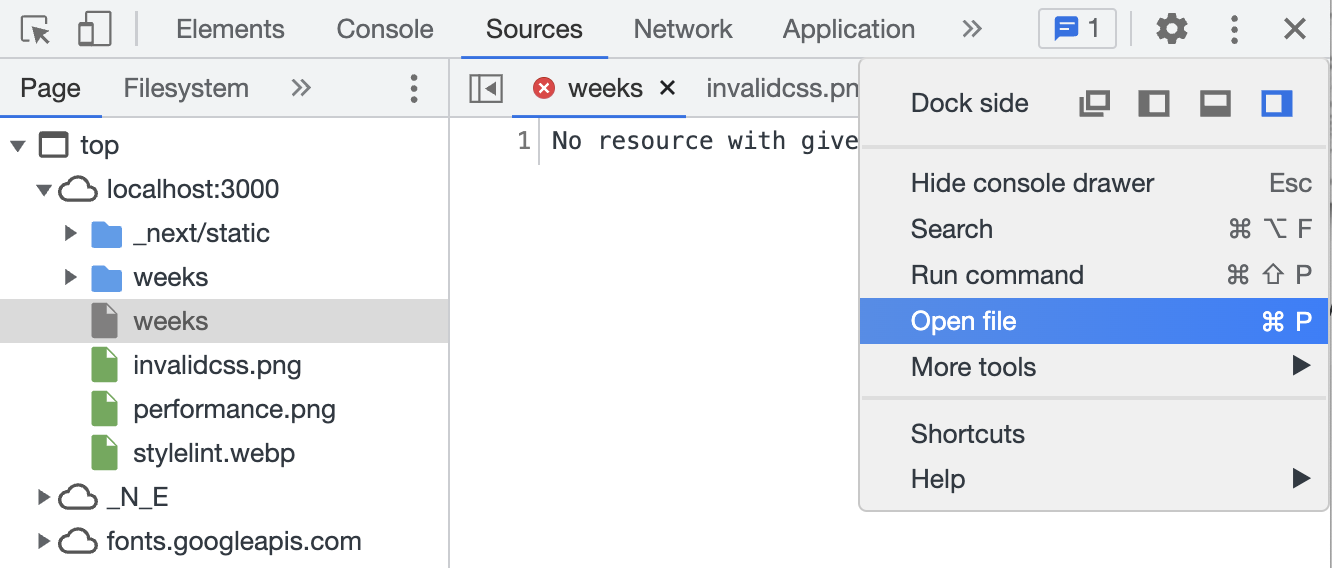 Elements Console Sources Network Application » 1
Page Filesystem »
weeks × invalidcss.pn
1 No resource with give
top
localhost:3000
_next/static
weeks
weeks
invalidcss.png
performance.png
stylelint.webp
_N_E
fonts.googleapis.com
Dock side
Hide console drawer Esc
Search ⌘ ⌥ F
Run command ⌘ ⇧ P
Open file ⌘ P
More tools
Shortcuts
Help